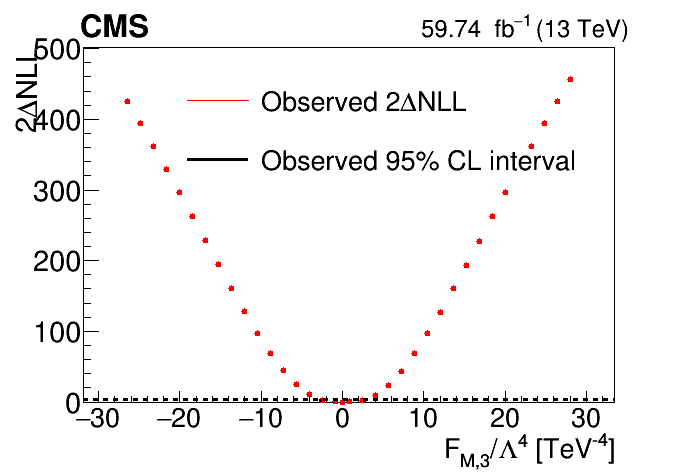 CMS
59.74 fb⁻¹ (13 TeV)
2ΔNLL
500
400
300
200
100
0
Observed 2ΔNLL
Observed 95% CL interval
−30 −20 −10 0 10 20 30
F_M,3/Λ⁴ [TeV⁻⁴]